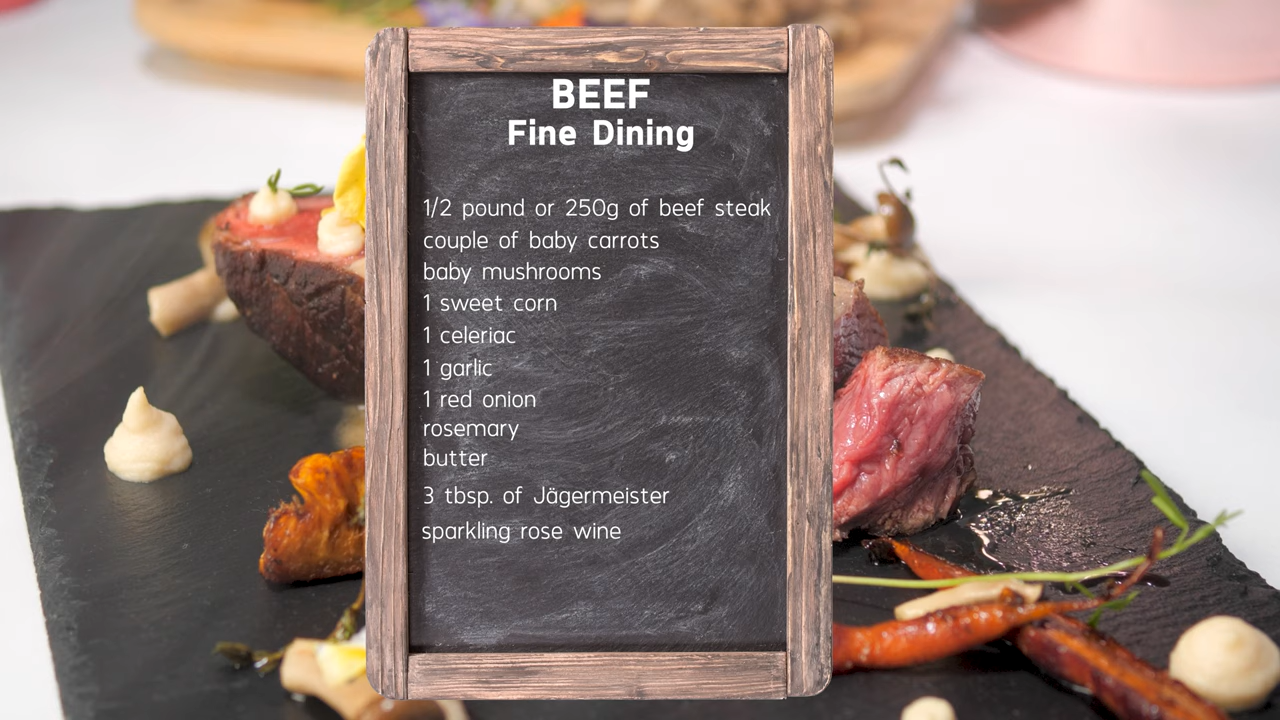 BEEF
Fine Dining
1/2 pound or 250g of beef steak
couple of baby carrots
baby mushrooms
1 sweet corn
1 celeriac
1 garlic
1 red onion
rosemary
butter
3 tbsp. of Jägermeister
sparkling rose wine